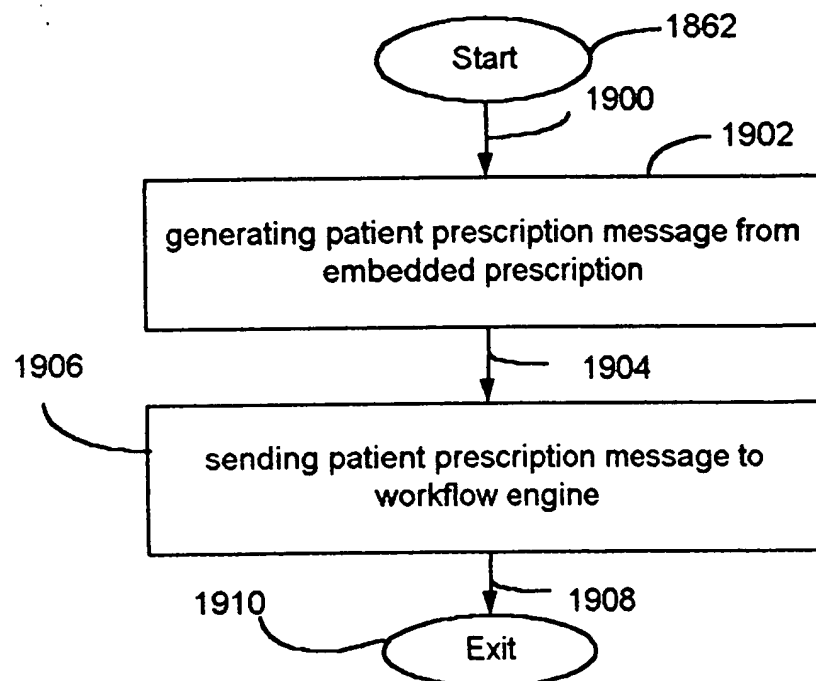 Start
1862
1900
1902
generating patient prescription message from
embedded prescription
1904
1906
sending patient prescription message to
workflow engine
1908
1910
Exit